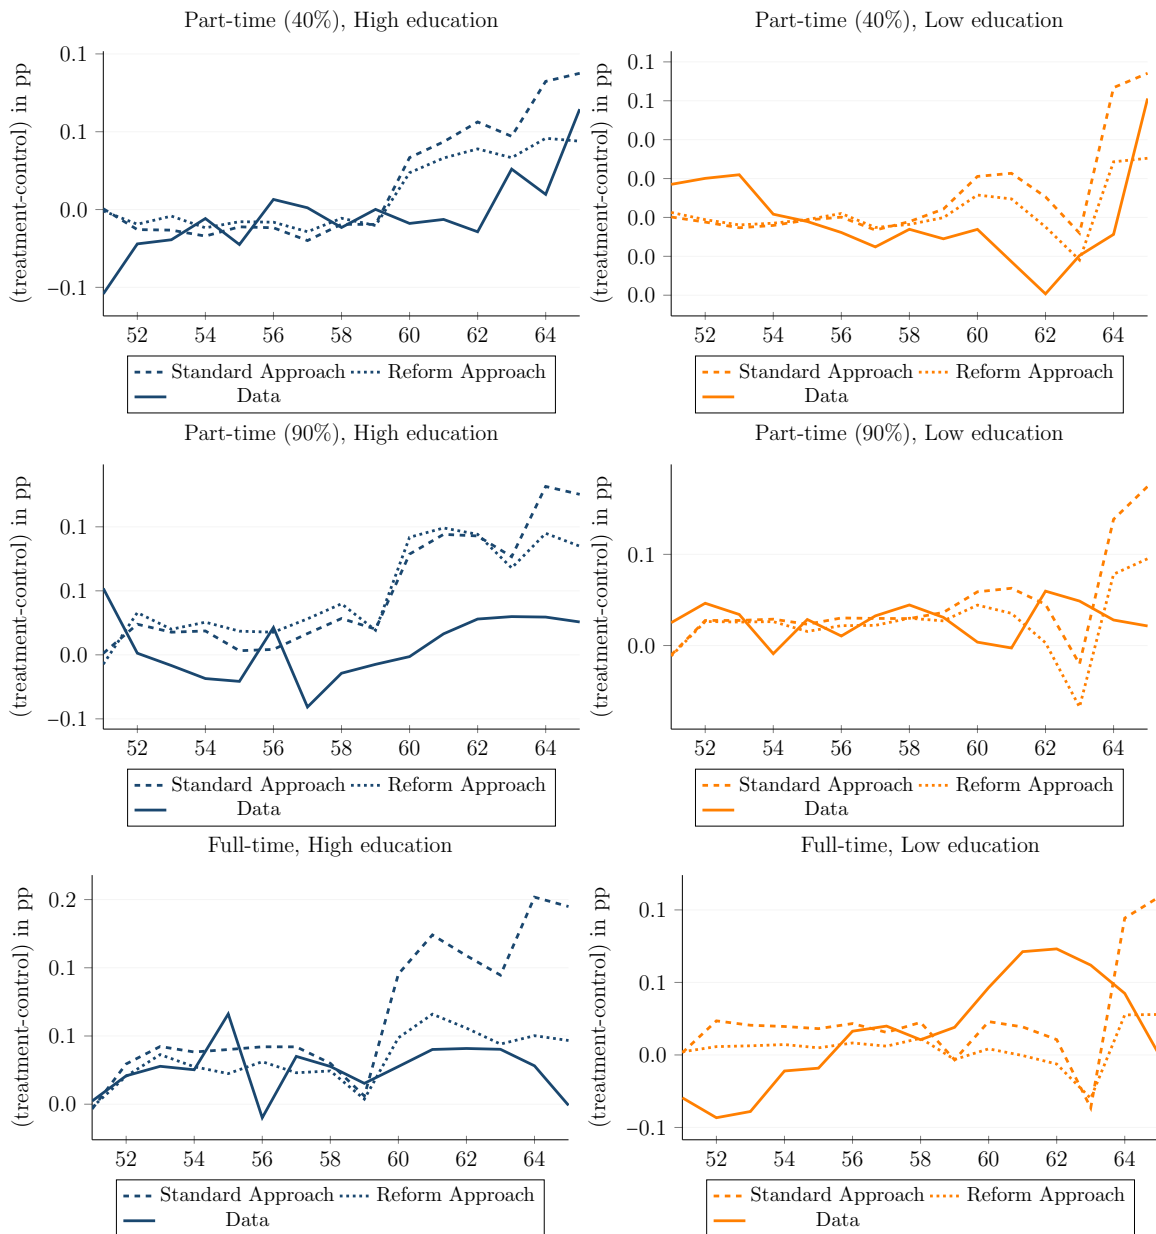 Part-time (40%), High education
(treatment-control) in pp
0.1
0.1
0.0
−0.1
52 54 56 58 60 62 64
Standard Approach Reform Approach
Data
Part-time (40%), Low education
(treatment-control) in pp
0.1
0.1
0.0
0.0
0.0
0.0
0.0
52 54 56 58 60 62 64
Standard Approach Reform Approach
Data
Part-time (90%), High education
(treatment-control) in pp
0.1
0.1
0.0
−0.1
52 54 56 58 60 62 64
Standard Approach Reform Approach
Data
Part-time (90%), Low education
(treatment-control) in pp
0.1
0.0
52 54 56 58 60 62 64
Standard Approach Reform Approach
Data
Full-time, High education
(treatment-control) in pp
0.2
0.1
0.1
0.0
52 54 56 58 60 62 64
Standard Approach Reform Approach
Data
Full-time, Low education
(treatment-control) in pp
0.1
0.1
0.0
−0.1
52 54 56 58 60 62 64
Standard Approach Reform Approach
Data